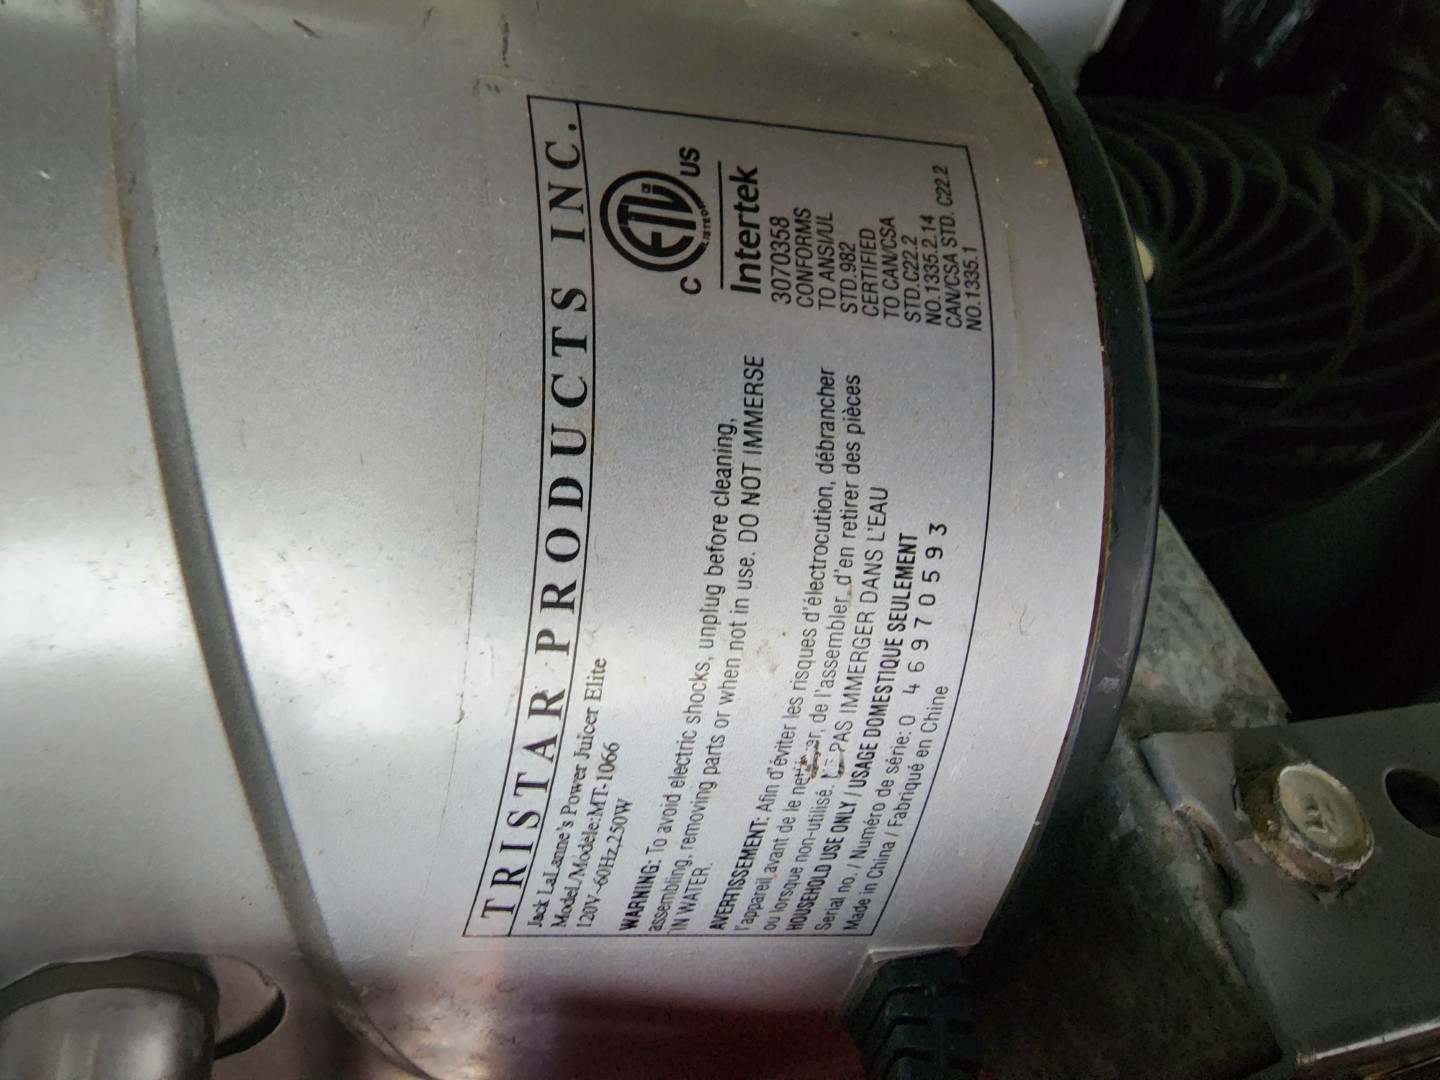 TRISTAR PRODUCTS INC.
Jack LaLanne's Power Juicer Elite
Model/Modèle:MT-1066
120V~60Hz,250W
WARNING: To avoid electric shocks, unplug before cleaning,
assembling, removing parts or when not in use. DO NOT IMMERSE
IN WATER.
AVERTISSEMENT: Afin d'éviter les risques d'électrocution, débrancher
l'appareil avant de le de l'assembler, d'en retirer des pièces
ou lorsque non-utilisé. NE PAS IMMERGER DANS L'EAU
HOUSEHOLD USE ONLY / USAGE DOMESTIQUE SEULEMENT
Serial no. / Numéro de série: 0 46970593
Made in China / Fabriqué en Chine
ETL CM
LISTED
C US
Intertek
3070358
CONFORMS
TO ANSI/UL
STD.982
CERTIFIED
TO CAN/CSA
STD.C22.2
NO.1335.2.14
CAN/CSA STD. C22.2
NO.1335.1